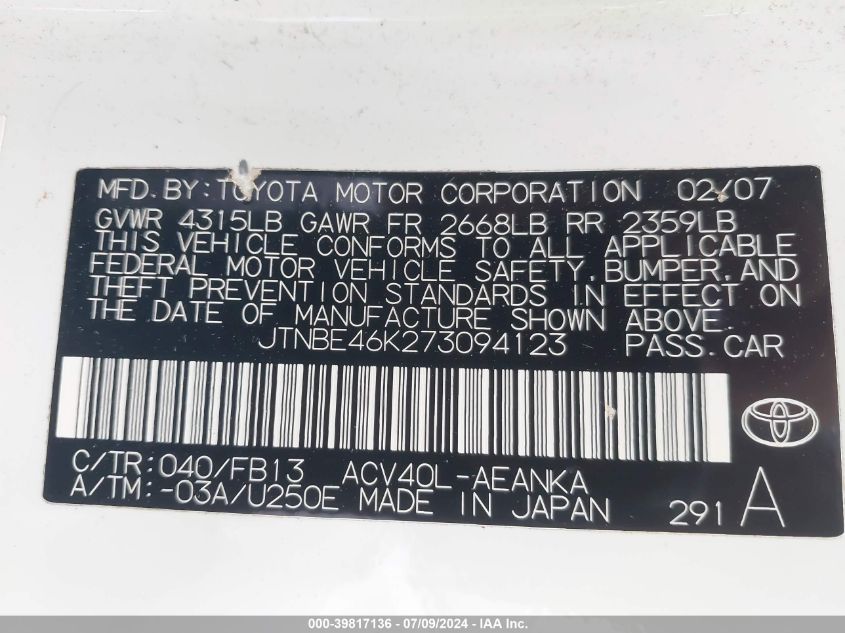 MFD.BY:TOYOTA MOTOR CORPORATION 02/07
GVWR 4315LB GAWR FR 2668LB RR 2359LB
THIS VEHICLE CONFORMS TO ALL APPLICABLE
FEDERAL MOTOR VEHICLE SAFETY,BUMPER,AND
THEFT PREVENTION STANDARDS IN EFFECT ON
THE DATE OF MANUFACTURE SHOWN ABOVE.
JTNBE46K273094123 PASS.CAR
C/TR:040/FB13 ACV40L-AEANKA
A/TM:-03A/U250E MADE IN JAPAN 291 A
000-39817136 - 07/09/2024 - IAA Inc.